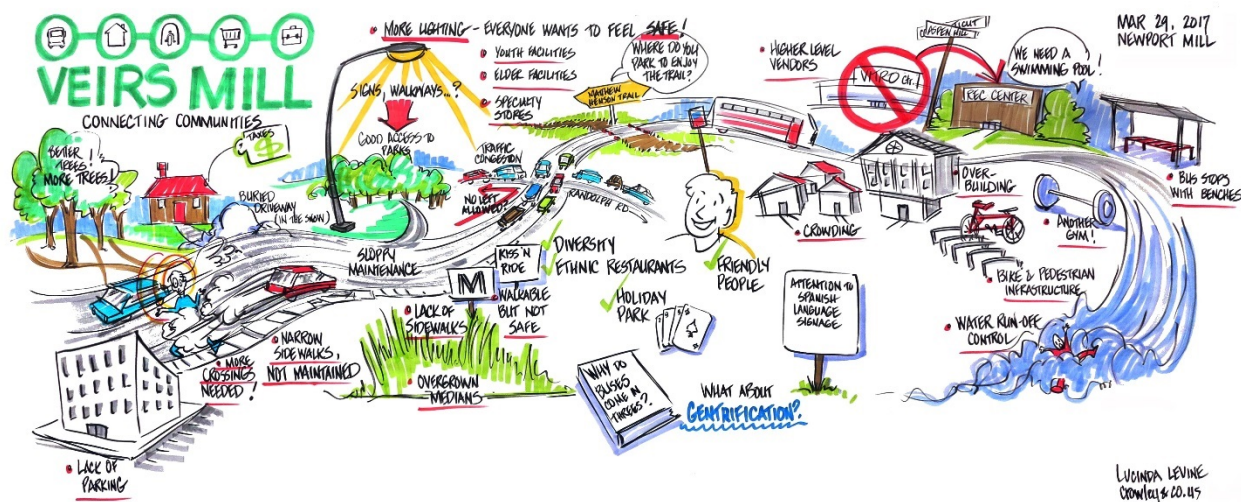 VEIRS MILL
CONNECTING COMMUNITIES
TAXES
$
BETTER
TREES!
MORE TREES!
BURIED
DRIVEWAY
(IN THE SNOW)
MORE LIGHTING - EVERYONE WANTS TO FEEL SAFE!
YOUTH FACILITIES
ELDER FACILITIES
SPECIALTY
STORES
SIGNS, WALKWAYS...?
GOOD ACCESS TO
PARKS
WHERE DO YOU
PARK TO ENJOY
THE TRAIL?
MATTHEW
HENSON TRAIL
TRAFFIC
CONGESTION
NO LEFT
ALLOWED?
RANDOLPH RD
HIGHER LEVEL
VENDORS
ASPEN HILL
REC CENTER
WE NEED A
SWIMMING POOL!
MAR 29, 2017
NEWPORT MILL
BUS STOPS
WITH BENCHES
OVER-
BUILDING
CROWDING
ANOTHER
GYM!
BIKE & PEDESTRIAN
INFRASTRUCTURE
WATER RUN-OFF
CONTROL
SLOPPY
MAINTENANCE
M
KISS 'N
RIDE
DIVERSITY
ETHNIC RESTAURANTS
WALKABLE
BUT NOT
SAFE
LACK OF
SIDEWALKS
HOLIDAY
PARK
FRIENDLY
PEOPLE
ATTENTION TO
SPANISH
LANGUAGE
SIGNAGE
NARROW
SIDEWALKS,
NOT MAINTAINED
MORE
CROSSINGS
NEEDED!
OVERGROWN
MEDIANS
WHY DO
BUSES
COME IN
THREES?
WHAT ABOUT
GENTRIFICATION?
LACK OF
PARKING
LUCINDA LEVINE
CROWLEY & CO.US